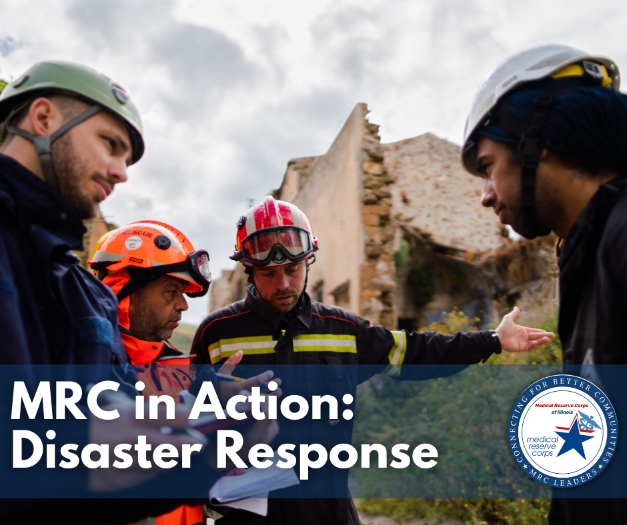 RESCUE
MRC in Action:
Disaster Response
CONNECTING FOR BETTER COMMUNITIES
Medical Reserve Corps
of Illinois
medical
reserve
corps
MRC LEADERS